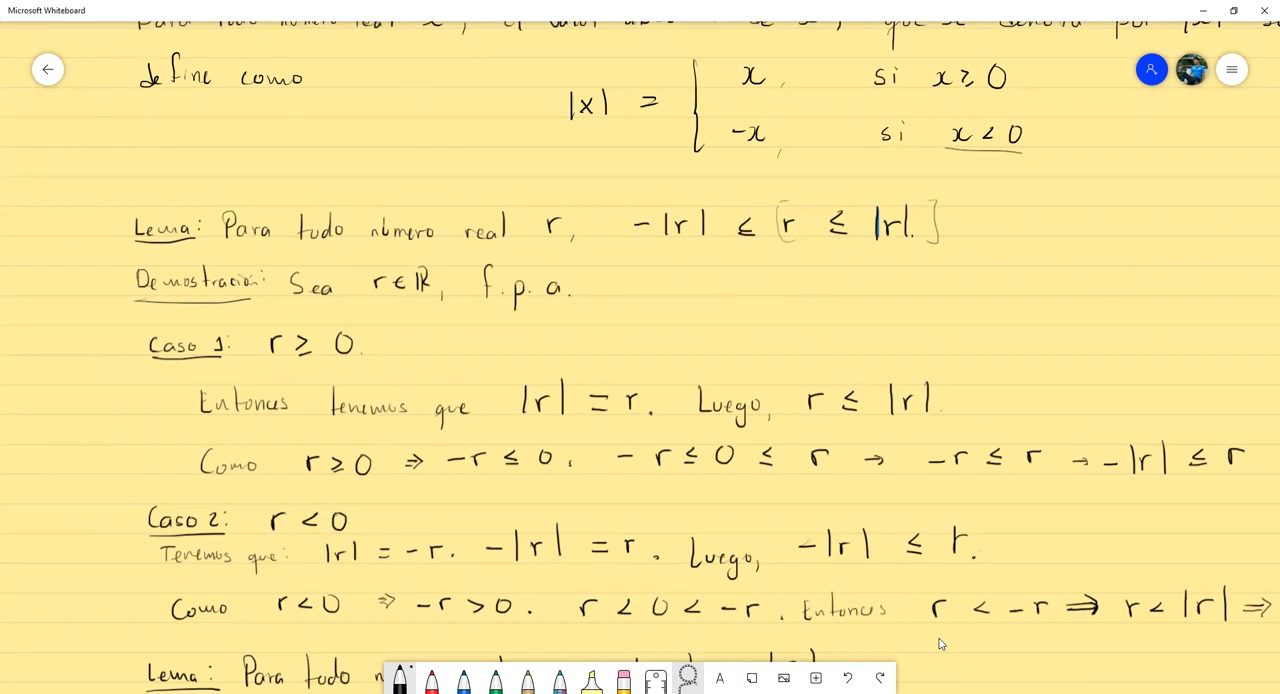 Microsoft Whiteboard
define como
|x| = { x, si x ≥ 0
-x, si x < 0
Lema: Para todo número real r, -|r| ≤ [r ≤ |r|.]
Demostración: Sea r ∈ ℝ, f.p.a.
Caso 1: r ≥ 0.
Entonces tenemos que |r| = r. Luego, r ≤ |r|.
Como r ≥ 0 ⇒ -r ≤ 0. -r ≤ 0 ≤ r → -r ≤ r → -|r| ≤ r
Caso 2: r < 0
Tenemos que: |r| = -r. -|r| = r. Luego, -|r| ≤ r.
Como r < 0 ⇒ -r > 0. r < 0 < -r. Entonces r < -r ⇒ r < |r| ⇒
Lema: Para todo
A